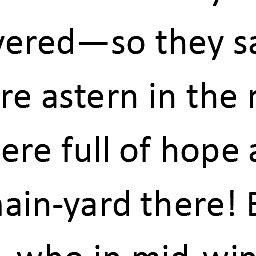 vered—so they sa
re astern in the r
ere full of hope a
ain-yard there! E
who in mid-win